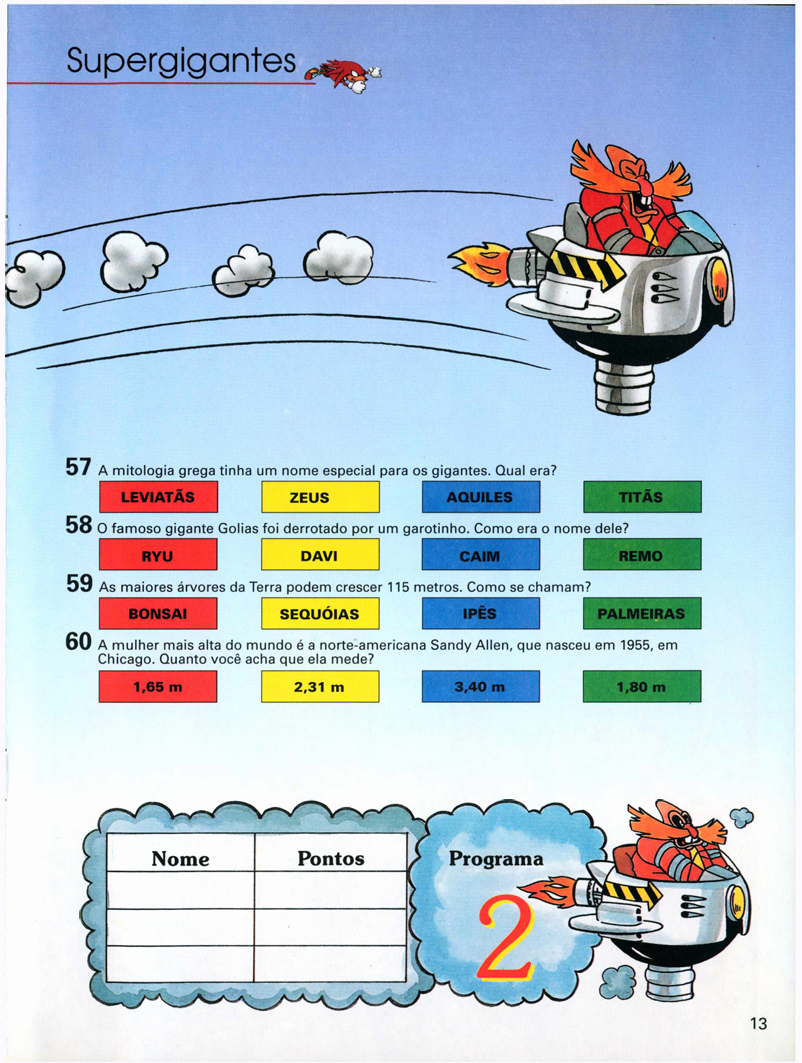 Supergigantes
57 A mitologia grega tinha um nome especial para os gigantes. Qual era?
LEVIATÃS ZEUS AQUILES TITÃS
58 O famoso gigante Golias foi derrotado por um garotinho. Como era o nome dele?
RYU DAVI CAIM REMO
59 As maiores árvores da Terra podem crescer 115 metros. Como se chamam?
BONSAI SEQUÓIAS IPÊS PALMEIRAS
60 A mulher mais alta do mundo é a norte-americana Sandy Allen, que nasceu em 1955, em
Chicago. Quanto você acha que ela mede?
1,65 m 2,31 m 3,40 m 1,80 m
Nome Pontos Programa
2
13